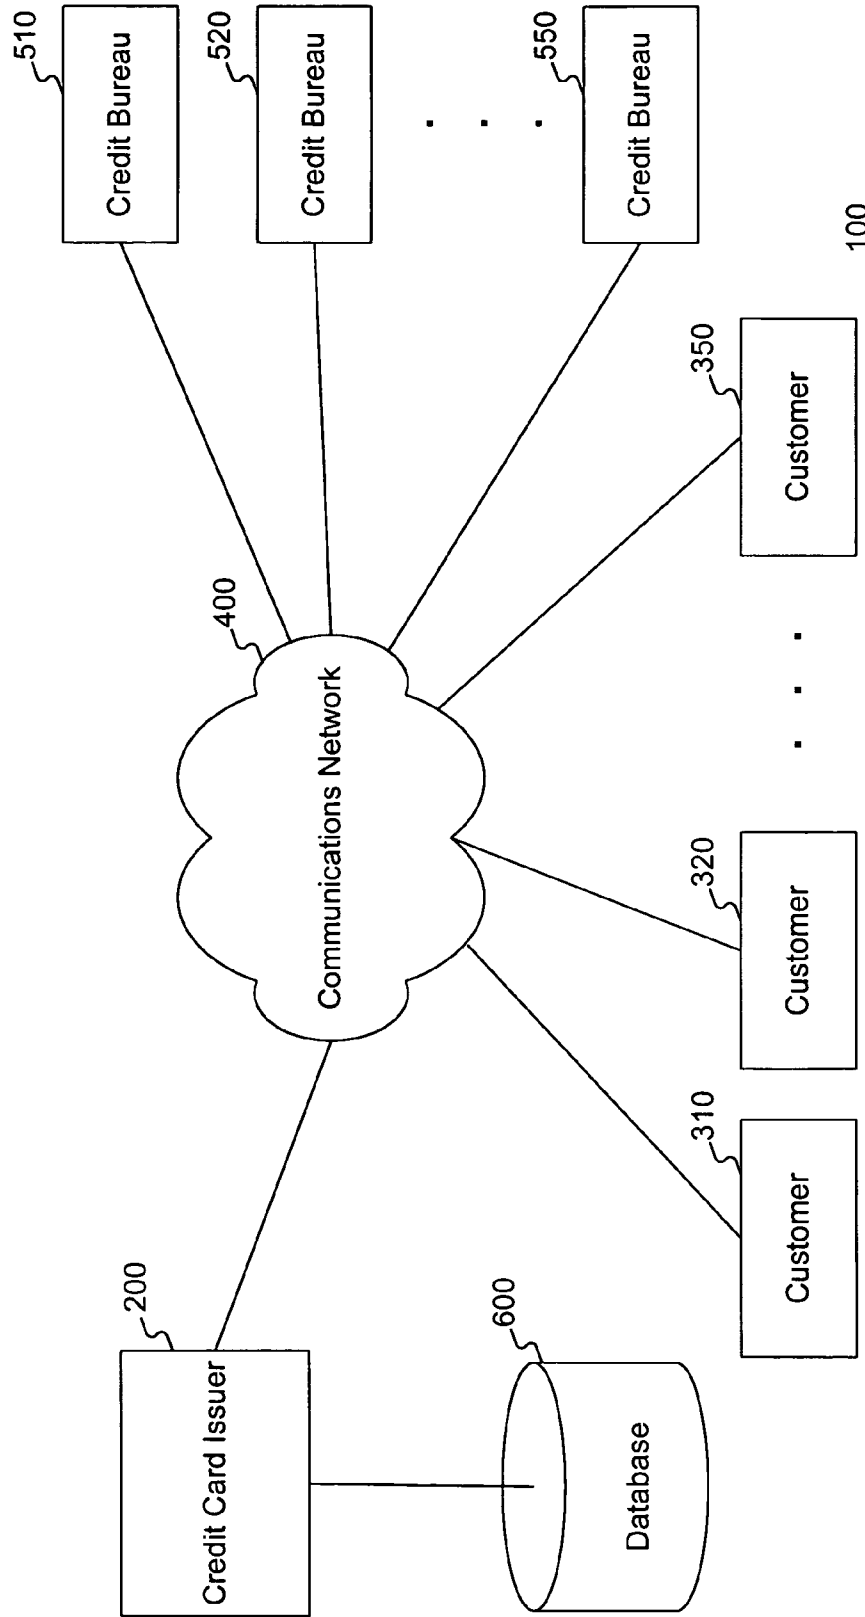 200
Credit Card Issuer
600
Database
400
Communications Network
510
Credit Bureau
520
Credit Bureau
550
Credit Bureau
310
Customer
320
Customer
350
Customer
100